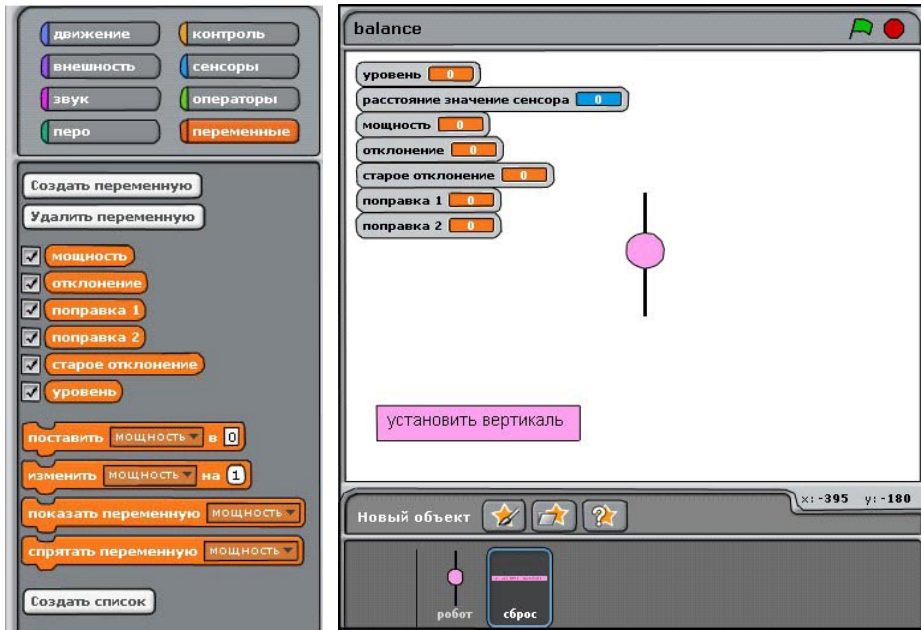 движение контроль
внешность сенсоры
звук операторы
перо переменные
Создать переменную
Удалить переменную
мощность
отклонение
поправка 1
поправка 2
старое отклонение
уровень
поставить мощность в 0
изменить мощность на 1
показать переменную мощность
спрятать переменную мощность
Создать список
balance
уровень 0
расстояние значение сенсора 0
мощность 0
отклонение 0
старое отклонение 0
поправка 1 0
поправка 2 0
установить вертикаль
x: -395 y: -180
Новый объект
робот сброс